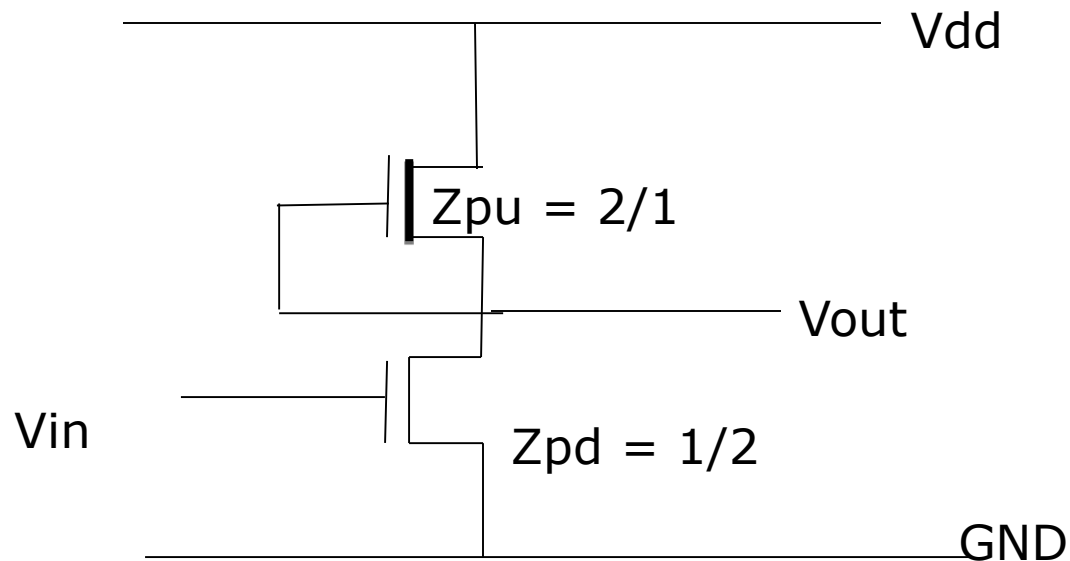 Vdd
Zpu = 2/1
Vout
Vin
Zpd = 1/2
GND